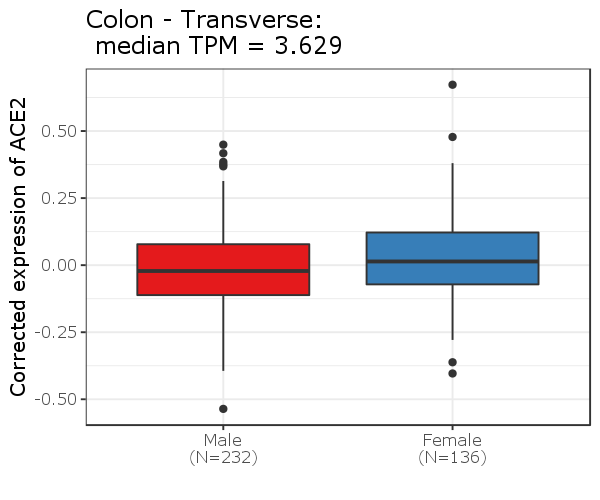 Colon - Transverse:
median TPM = 3.629
Corrected expression of ACE2
0.50
0.25
0.00
-0.25
-0.50
Male
(N=232)
Female
(N=136)